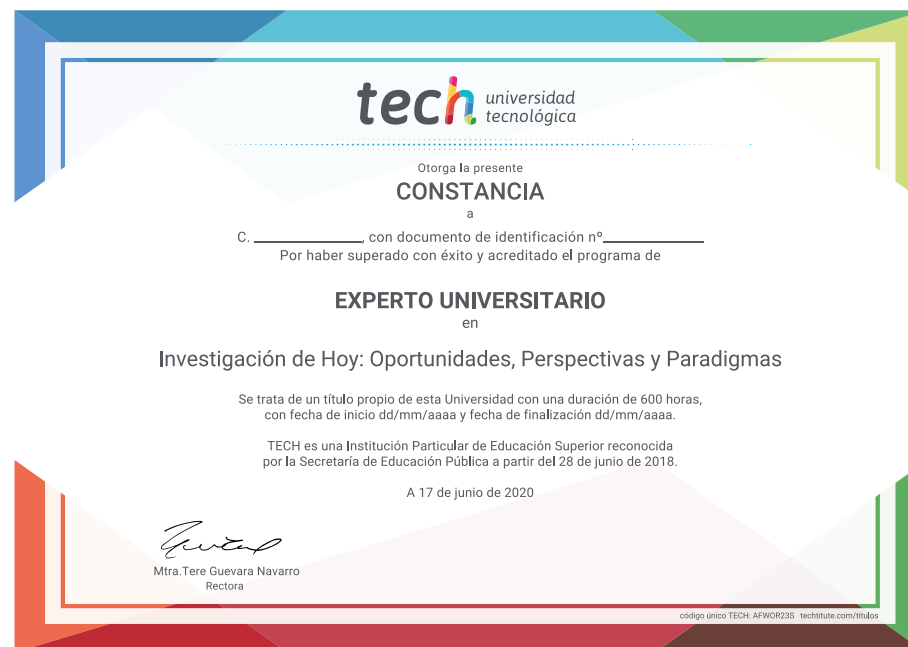 tech universidad
tecnológica
Otorga la presente
CONSTANCIA
a
C. ____________, con documento de identificación nº____________
Por haber superado con éxito y acreditado el programa de
EXPERTO UNIVERSITARIO
en
Investigación de Hoy: Oportunidades, Perspectivas y Paradigmas
Se trata de un título propio de esta Universidad con una duración de 600 horas,
con fecha de inicio dd/mm/aaaa y fecha de finalización dd/mm/aaaa.
TECH es una Institución Particular de Educación Superior reconocida
por la Secretaría de Educación Pública a partir del 28 de junio de 2018.
A 17 de junio de 2020
Mtra.Tere Guevara Navarro
Rectora
código único TECH: AFWOR23S techtitute.com/titulos